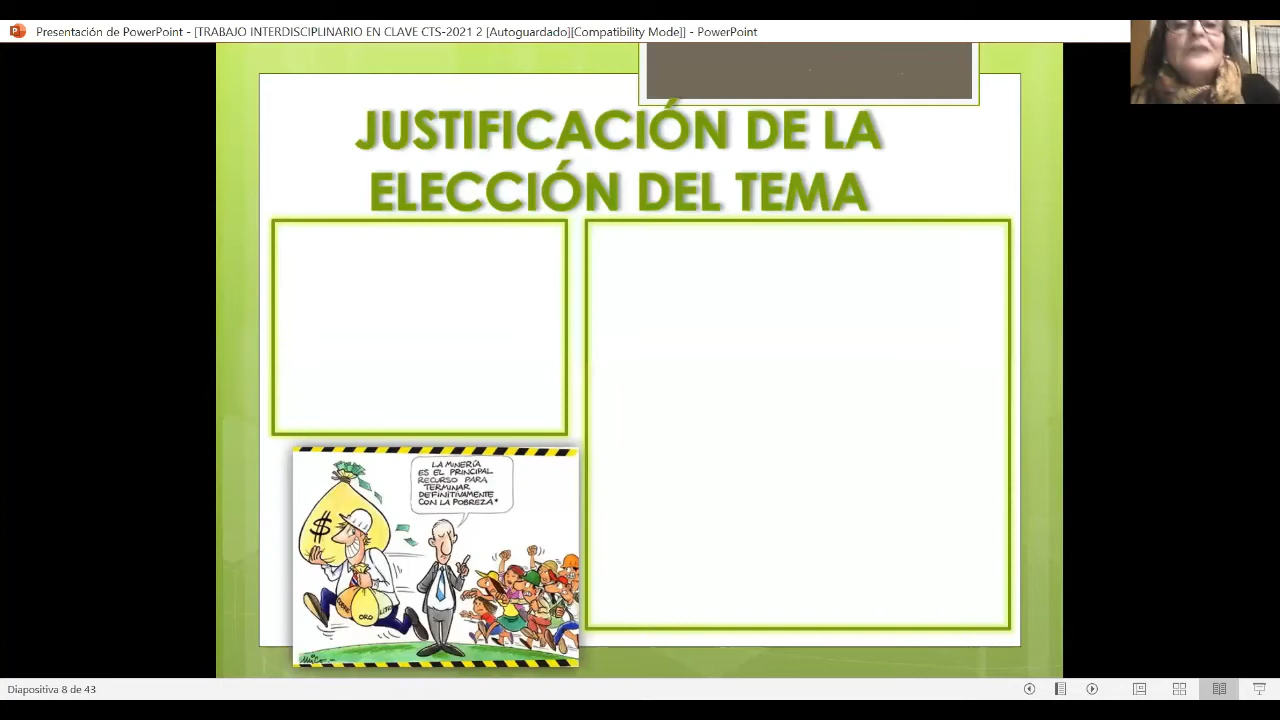 Presentación de PowerPoint - [TRABAJO INTERDISCIPLINARIO EN CLAVE CTS-2021 2 [Autoguardado][Compatibility Mode]] - PowerPoint
JUSTIFICACIÓN DE LA
ELECCIÓN DEL TEMA
LA MINERÍA
ES EL PRINCIPAL
RECURSO PARA
TERMINAR
DEFINITIVAMENTE
CON LA POBREZA*
$
ORO
Diapositiva 8 de 43